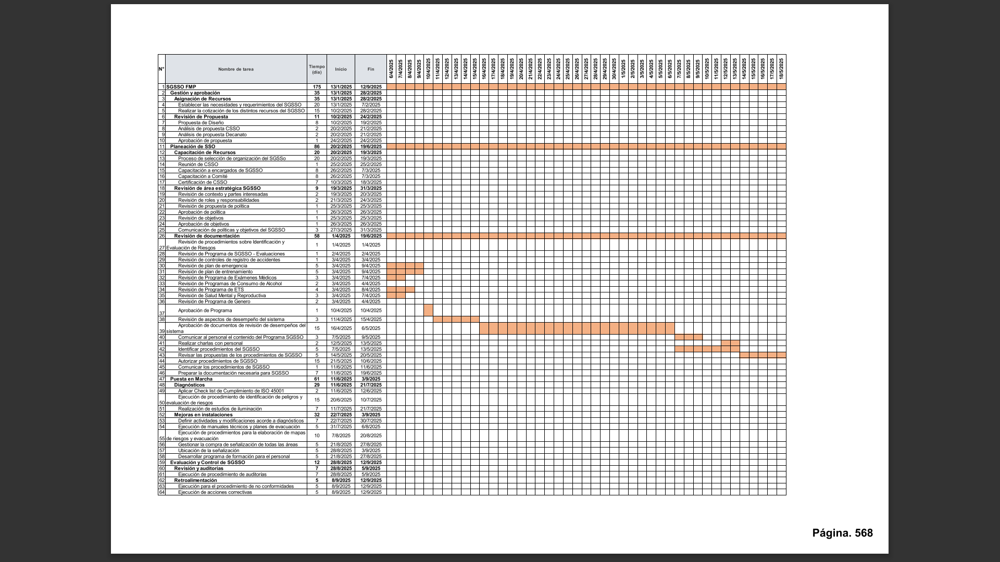 N° Nombre de tarea Tiempo (día) Inicio Fin 6/4/2025 7/4/2025 8/4/2025 9/4/2025 10/4/2025 11/4/2025 12/4/2025 13/4/2025 14/4/2025 15/4/2025 16/4/2025 17/4/2025 18/4/2025 19/4/2025 20/4/2025 21/4/2025 22/4/2025 23/4/2025 24/4/2025 25/4/2025 26/4/2025 27/4/2025 28/4/2025 29/4/2025 30/4/2025 1/5/2025 2/5/2025 3/5/2025 4/5/2025 5/5/2025 6/5/2025 7/5/2025 8/5/2025 9/5/2025 10/5/2025 11/5/2025 12/5/2025 13/5/2025 14/5/2025 15/5/2025 16/5/2025 17/5/2025 18/5/2025
1 SGSSO FMP 175 13/1/2025 12/9/2025
2 Gestión y aprobación 35 13/1/2025 28/2/2025
3 Asignación de Recursos 35 13/1/2025 28/2/2025
4 Establecer las necesidades y requerimientos del SGSSO 20 13/1/2025 7/2/2025
5 Realizar la cotización de los distintos recursos del SGSSO 15 10/2/2025 28/2/2025
6 Revisión de Propuesta 11 10/2/2025 24/2/2025
7 Propuesta de Diseño 8 10/2/2025 19/2/2025
8 Análisis de propuesta CSSO 2 20/2/2025 21/2/2025
9 Análisis de propuesta Decanato 2 20/2/2025 21/2/2025
10 Aprobación de propuesta 1 24/2/2025 24/2/2025
11 Planeación de SSO 86 20/2/2025 19/6/2025
12 Capacitación de Recursos 20 20/2/2025 19/3/2025
13 Proceso de selección de organización del SGSSo 20 20/2/2025 19/3/2025
14 Reunión de CSSO 1 25/2/2025 25/2/2025
15 Capacitación a encargados de SGSSO 8 26/2/2025 7/3/2025
16 Capacitación a Comité 8 26/2/2025 7/3/2025
17 Certificación de CSSO 7 10/3/2025 18/3/2025
18 Revisión de área estratégica SGSSO 9 19/3/2025 31/3/2025
19 Revisión de contexto y partes interesadas 2 19/3/2025 20/3/2025
20 Revisión de roles y responsabilidades 2 21/3/2025 24/3/2025
21 Revisión de propuesta de política 1 25/3/2025 25/3/2025
22 Aprobación de política 1 26/3/2025 26/3/2025
23 Revisión de objetivos 1 25/3/2025 25/3/2025
24 Aprobación de objetivos 1 26/3/2025 26/3/2025
25 Comunicación de políticas y objetivos del SGSSO 3 27/3/2025 31/3/2025
26 Revisión de documentación 58 1/4/2025 19/6/2025
Revisión de procedimientos sobre Identificación y
27 Evaluación de Riesgos 1 1/4/2025 1/4/2025
28 Revisión de Programa de SGSSO - Evaluaciones 1 2/4/2025 2/4/2025
29 Revisión de controles de registro de accidentes 1 3/4/2025 3/4/2025
30 Revisión de plan de emergencia 5 3/4/2025 9/4/2025
31 Revisión de plan de entrenamiento 5 3/4/2025 9/4/2025
32 Revisión de Programa de Exámenes Médicos 3 3/4/2025 7/4/2025
33 Revisión de Programas de Consumo de Alcohol 2 3/4/2025 4/4/2025
34 Revisión de Programa de ETS 4 3/4/2025 8/4/2025
35 Revisión de Salud Mental y Reproductiva 3 3/4/2025 7/4/2025
36 Revisión de Programa de Genero 2 3/4/2025 4/4/2025
37 Aprobación de Programa 1 10/4/2025 10/4/2025
38 Revisión de aspectos de desempeño del sistema 3 11/4/2025 15/4/2025
Aprobación de documentos de revisión de desempeños del
39 sistema 15 16/4/2025 6/5/2025
40 Comunicar al personal el contenido del Programa SGSSO 3 7/5/2025 9/5/2025
41 Realizar charlas con personal 2 12/5/2025 13/5/2025
42 Identificar procedimientos del SGSSO 5 7/5/2025 13/5/2025
43 Revisar las propuestas de los procedimientos de SGSSO 5 14/5/2025 20/5/2025
44 Autorizar procedimientos de SGSSO 15 21/5/2025 10/6/2025
45 Comunicar los procedimientos de SGSSO 1 11/6/2025 11/6/2025
46 Preparar la documentación necesaria para SGSSO 7 11/6/2025 19/6/2025
47 Puesta en Marcha 61 11/6/2025 3/9/2025
48 Diagnósticos 29 11/6/2025 21/7/2025
49 Aplicar Check list de Cumplimiento de ISO 45001 2 11/6/2025 12/6/2025
Ejecución de procedimiento de identificación de peligros y
50 evaluación de riesgos 15 20/6/2025 10/7/2025
51 Realización de estudios de iluminación 7 11/7/2025 21/7/2025
52 Mejoras en instalaciones 32 22/7/2025 3/9/2025
53 Definir actividades y modificaciones acorde a diagnósticos 7 22/7/2025 30/7/2025
54 Ejecución de manuales técnicos y planes de evacuación 5 31/7/2025 6/8/2025
Ejecución de procedimientos para la elaboración de mapas
55 de riesgos y evacuación 10 7/8/2025 20/8/2025
56 Gestionar la compra de señalización de todas las áreas 5 21/8/2025 27/8/2025
57 Ubicación de la señalización 5 28/8/2025 3/9/2025
58 Desarrollar programa de formación para el personal 5 21/8/2025 27/8/2025
59 Evaluación y Control de SGSSO 12 28/8/2025 12/9/2025
60 Revisión y auditorias 7 28/8/2025 5/9/2025
61 Ejecución de procedimiento de auditorías 7 28/8/2025 5/9/2025
62 Retroalimentación 5 8/9/2025 12/9/2025
63 Ejecución para el procedimiento de no conformidades 5 8/9/2025 12/9/2025
64 Ejecución de acciones correctivas 5 8/9/2025 12/9/2025
Página. 568